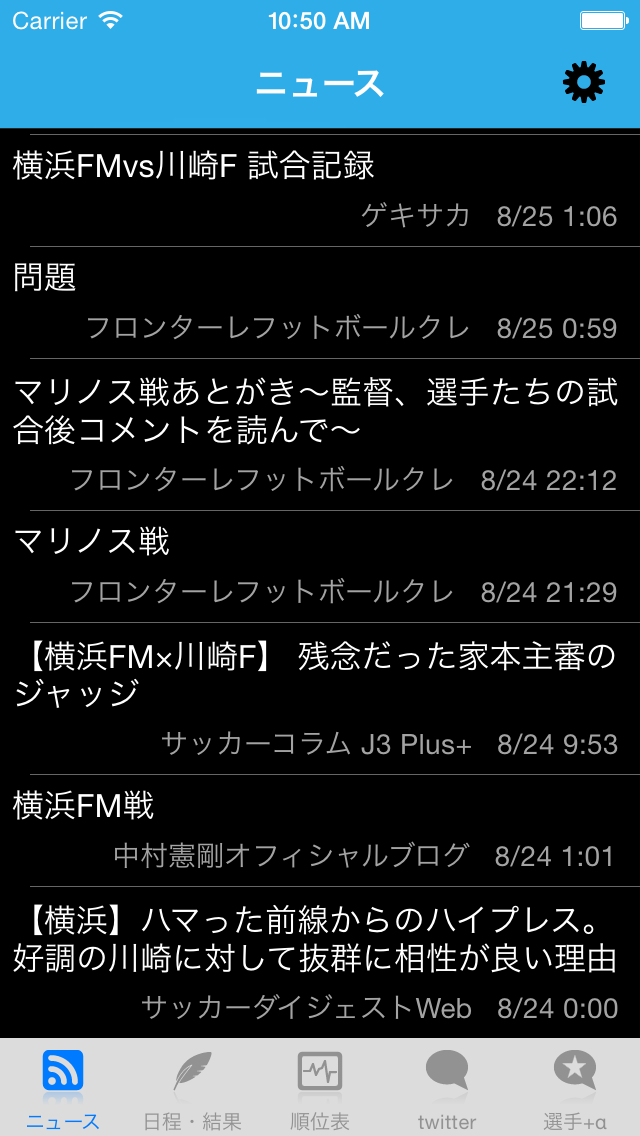 Carrier 10:50 AM
ニュース
横浜FMvs川崎F 試合記録
ゲキサカ 8/25 1:06
問題
フロンターレフットボールクレ 8/25 0:59
マリノス戦あとがき〜監督、選手たちの試
合後コメントを読んで〜
フロンターレフットボールクレ 8/24 22:12
マリノス戦
フロンターレフットボールクレ 8/24 21:29
【横浜FM×川崎F】 残念だった家本主審の
ジャッジ
サッカーコラム J3 Plus+ 8/24 9:53
横浜FM戦
中村憲剛オフィシャルブログ 8/24 1:01
【横浜】ハマった前線からのハイプレス。
好調の川崎に対して抜群に相性が良い理由
サッカーダイジェストWeb 8/24 0:00
ニュース 日程・結果 順位表 twitter 選手+α